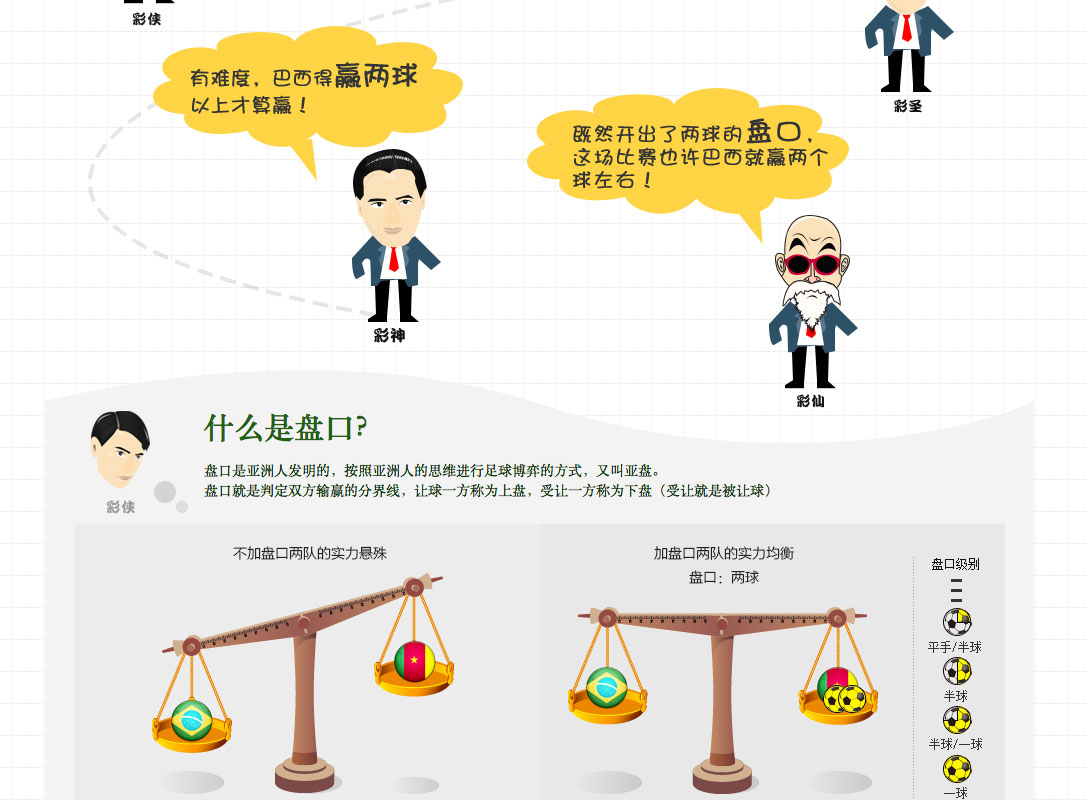 彩侠
有难度，巴西得赢两球
以上才算赢！
彩圣
既然开出了两球的盘口，
这场比赛也许巴西就赢两个
球左右！
彩神
彩仙
什么是盘口?
盘口是亚洲人发明的，按照亚洲人的思维进行足球博弈的方式，又叫亚盘。
盘口就是判定双方输赢的分界线，让球一方称为上盘，受让一方称为下盘（受让就是被让球）
彩侠
不加盘口两队的实力悬殊
加盘口两队的实力均衡
盘口：两球
盘口级别
平手/半球
半球
半球/一球
一球